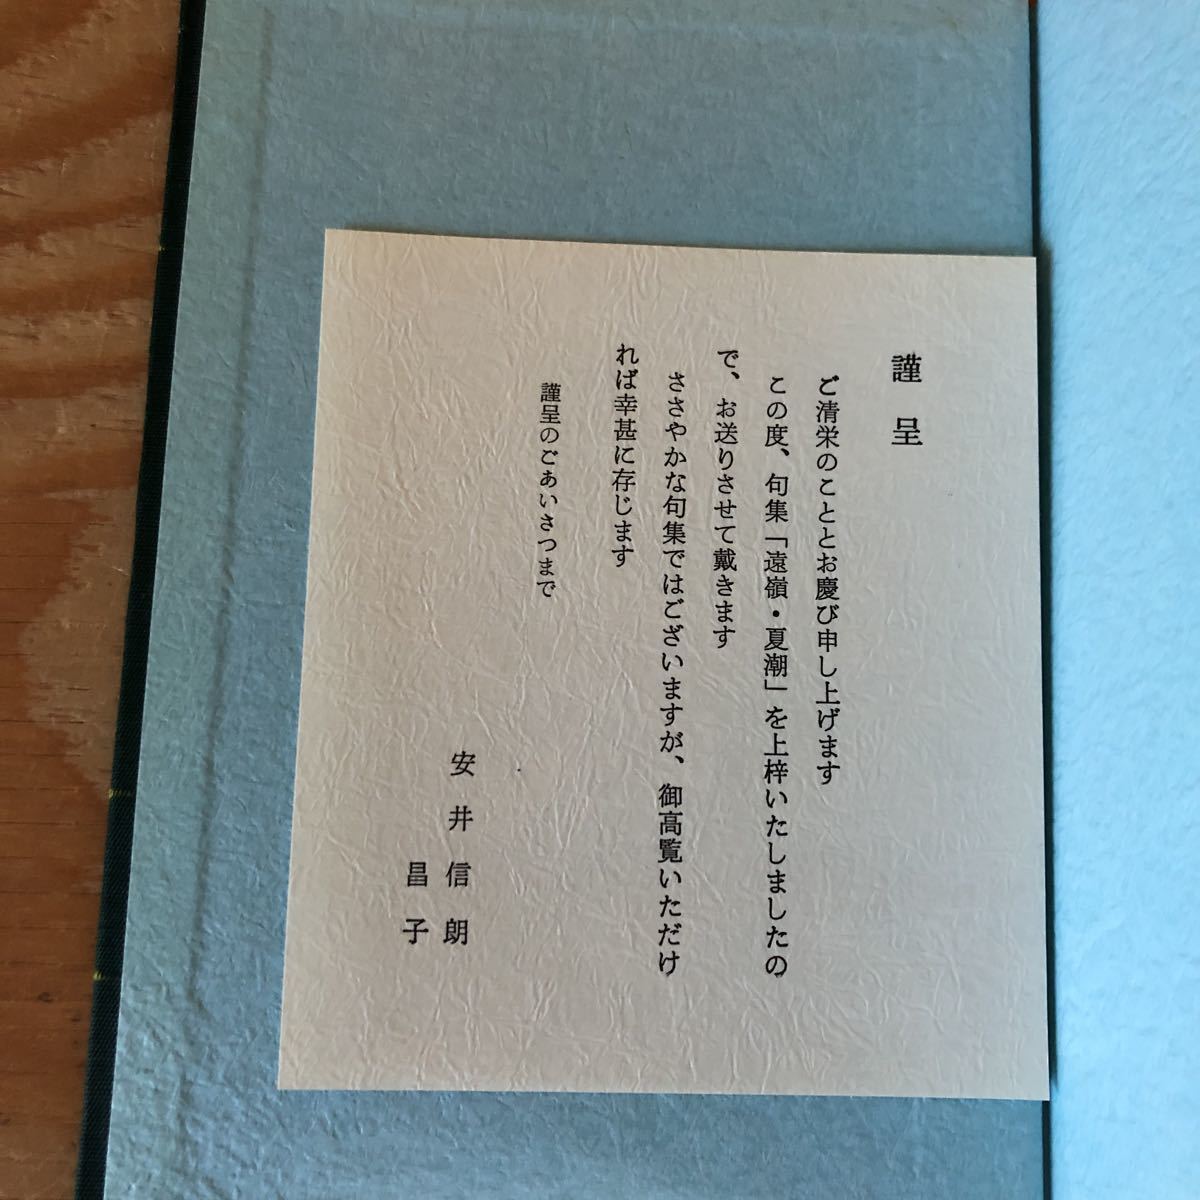 謹呈
ご清栄のこととお慶び申し上げます
この度、句集「遠嶺・夏潮」を上梓いたしましたの
で、お送りさせて戴きます
ささやかな句集ではございますが、御高覧いただけ
れば幸甚に存じます
謹呈のごあいさつまで
安井信朗
昌子